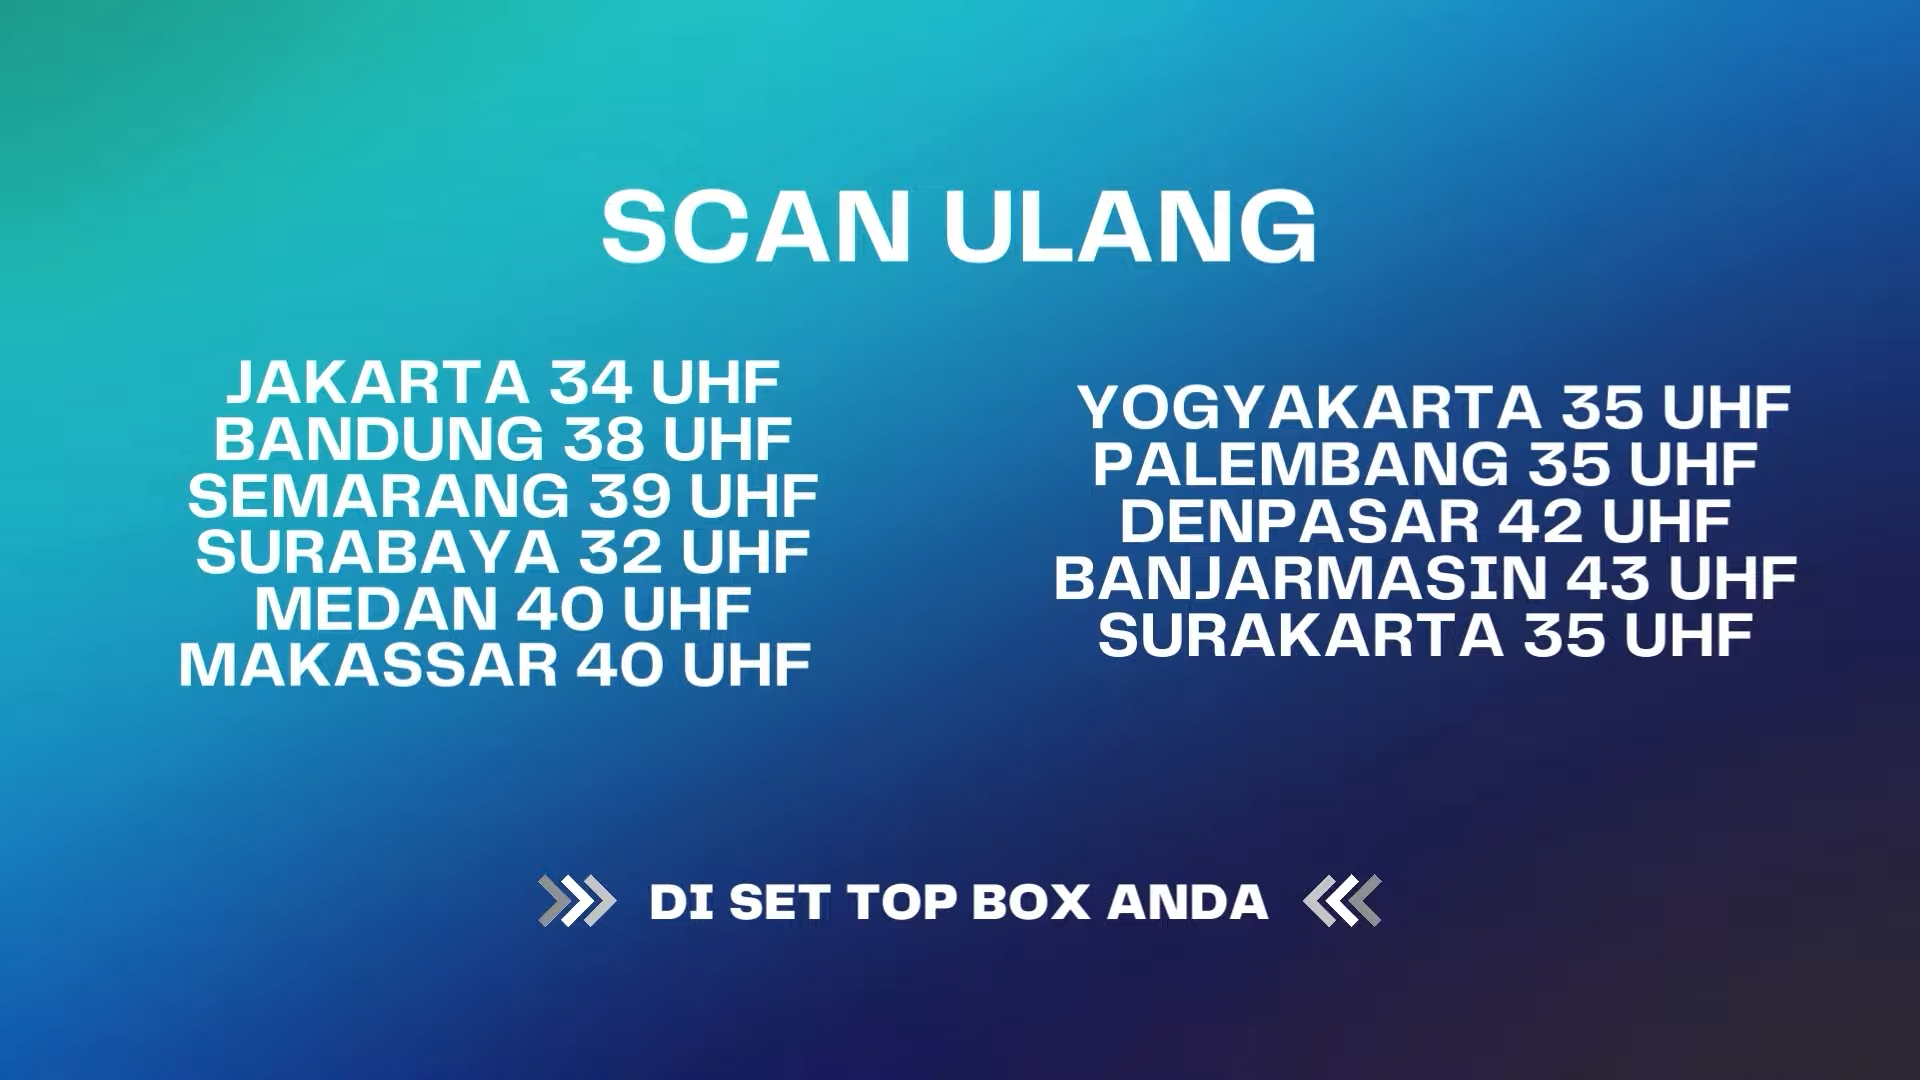 SCAN ULANG
JAKARTA 34 UHF
BANDUNG 38 UHF
SEMARANG 39 UHF
SURABAYA 32 UHF
MEDAN 40 UHF
MAKASSAR 40 UHF
YOGYAKARTA 35 UHF
PALEMBANG 35 UHF
DENPASAR 42 UHF
BANJARMASIN 43 UHF
SURAKARTA 35 UHF
DI SET TOP BOX ANDA